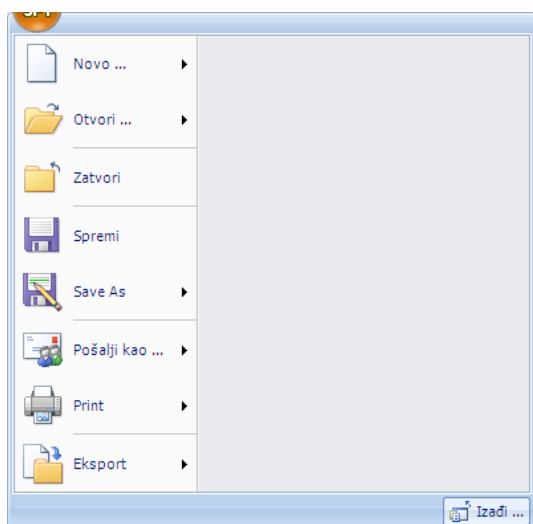 Novo ...
Otvori ...
Zatvori
Spremi
Save As
Pošalji kao ...
Print
Eksport
Izađi ...